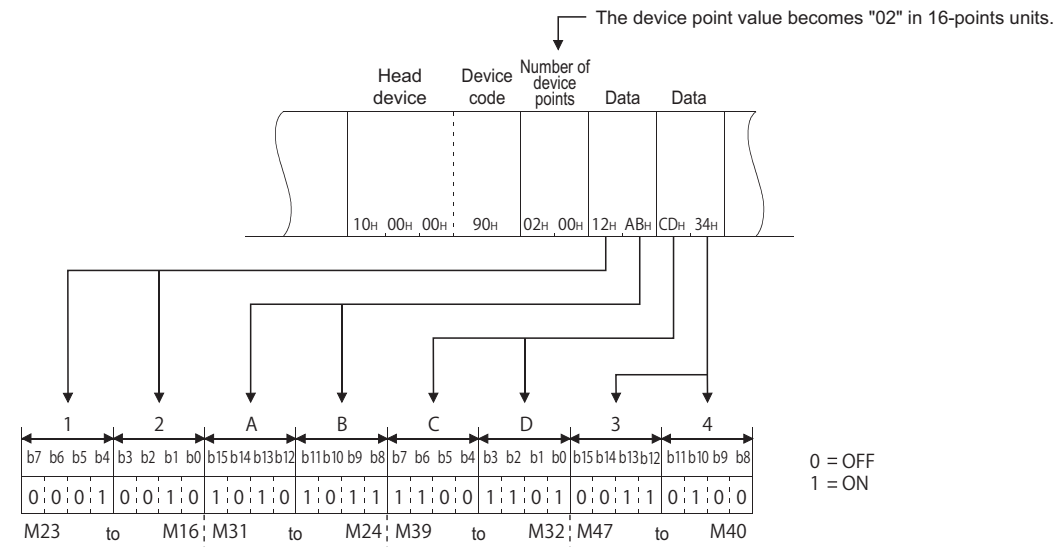 The device point value becomes "02" in 16-points units.
Head device
Device code
Number of device points
Data
Data
10H 00H 00H 90H 02H 00H 12H ABH CDH 34H
1 2 A B C D 3 4
b7 b6 b5 b4 b3 b2 b1 b0 b15 b14 b13 b12 b11 b10 b9 b8 b7 b6 b5 b4 b3 b2 b1 b0 b15 b14 b13 b12 b11 b10 b9 b8
0 0 0 1 0 0 1 0 1 0 1 0 1 0 1 1 1 1 0 0 1 1 0 1 0 0 1 1 0 1 0 0
M23 to M16 M31 to M24 M39 to M32 M47 to M40
0 = OFF
1 = ON